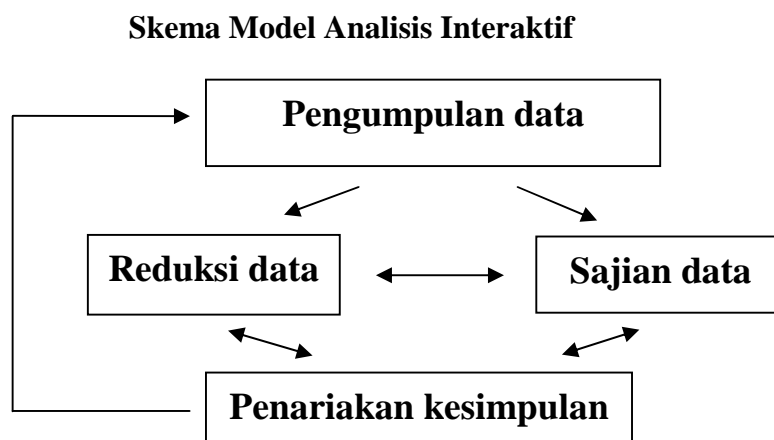 Skema Model Analisis Interaktif
Pengumpulan data
Reduksi data
Sajian data
Penariakan kesimpulan